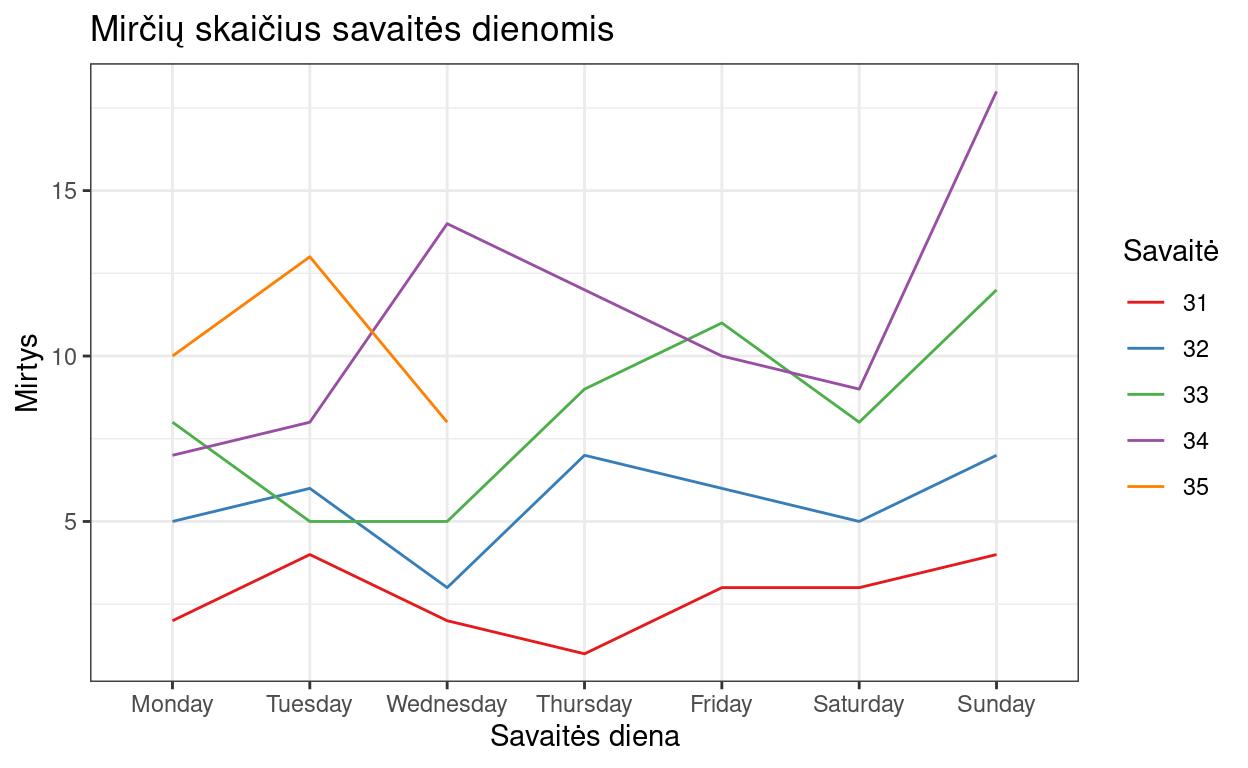 Mirčių skaičius savaitės dienomis
Mirtys
15
10
5
Monday Tuesday Wednesday Thursday Friday Saturday Sunday
Savaitės diena
Savaitė
31
32
33
34
35